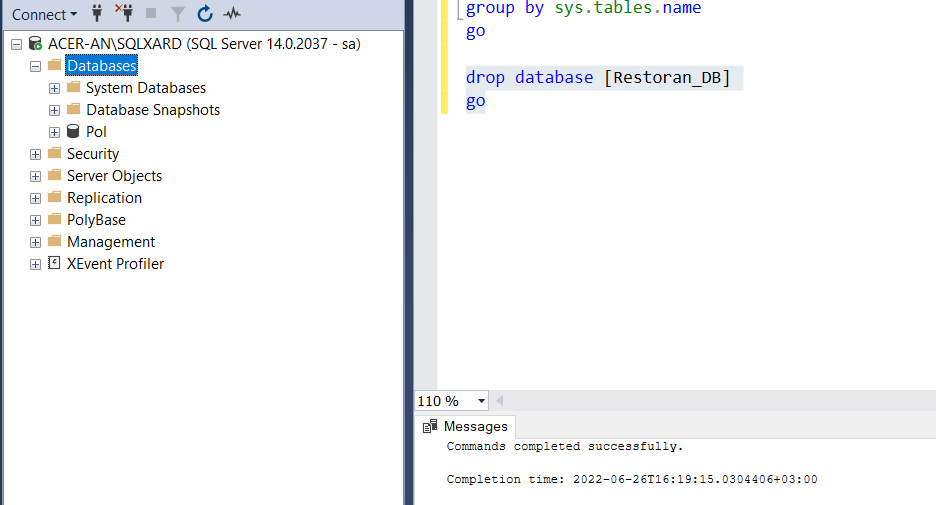 Connect
ACER-AN\SQLXARD (SQL Server 14.0.2037 - sa)
Databases
System Databases
Database Snapshots
Pol
Security
Server Objects
Replication
PolyBase
Management
XEvent Profiler
group by sys.tables.name
go
drop database [Restoran_DB]
go
110 %
Messages
Commands completed successfully.
Completion time: 2022-06-26T16:19:15.0304406+03:00